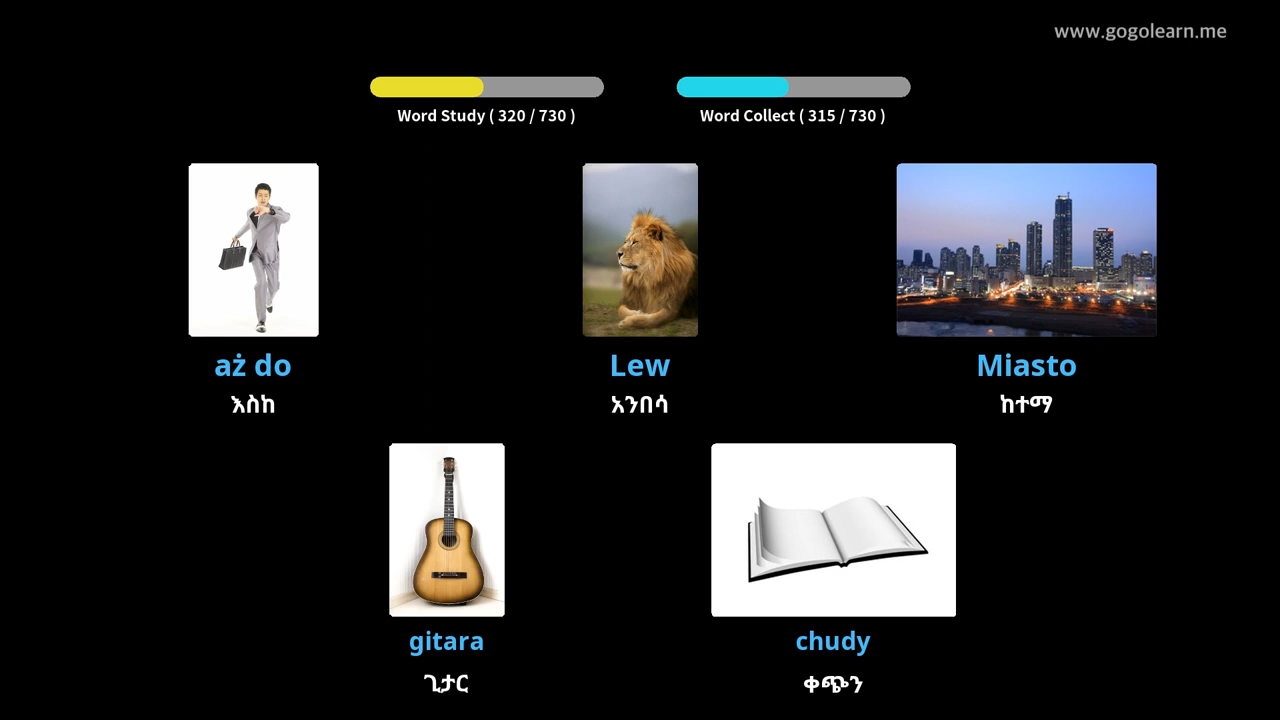 www.gogolearn.me
Word Study ( 320 / 730 )
Word Collect ( 315 / 730 )
aż do
እስከ
Lew
አንበሳ
Miasto
ከተማ
gitara
ጊታር
chudy
ቀጭን